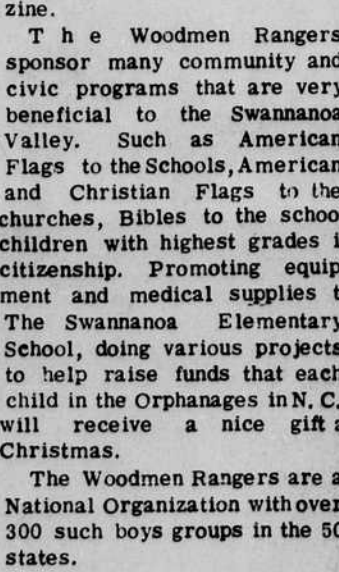 zine.
The Woodmen Rangers
sponsor many community and
civic programs that are very
beneficial to the Swannanoa
Valley. Such as American
Flags to the Schools, American
and Christian Flags to the
churches, Bibles to the school
children with highest grades i
citizenship. Promoting equip
ment and medical supplies t
The Swannanoa Elementary
School, doing various projects
to help raise funds that each
child in the Orphanages in N. C.
will receive a nice gift a
Christmas.
The Woodmen Rangers are a
National Organization with over
300 such boys groups in the 50
states.